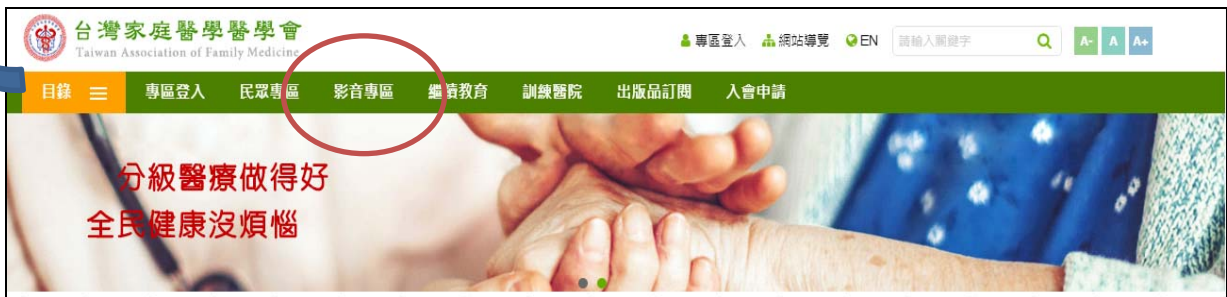 台灣家庭醫學醫學會
Taiwan Association of Family Medicine
專區登入 網站導覽 EN 請輸入關鍵字 A- A A+
目錄 專區登入 民眾專區 影音專區 繼續教育 訓練醫院 出版品訂閱 入會申請
分級醫療做得好
全民健康沒煩惱